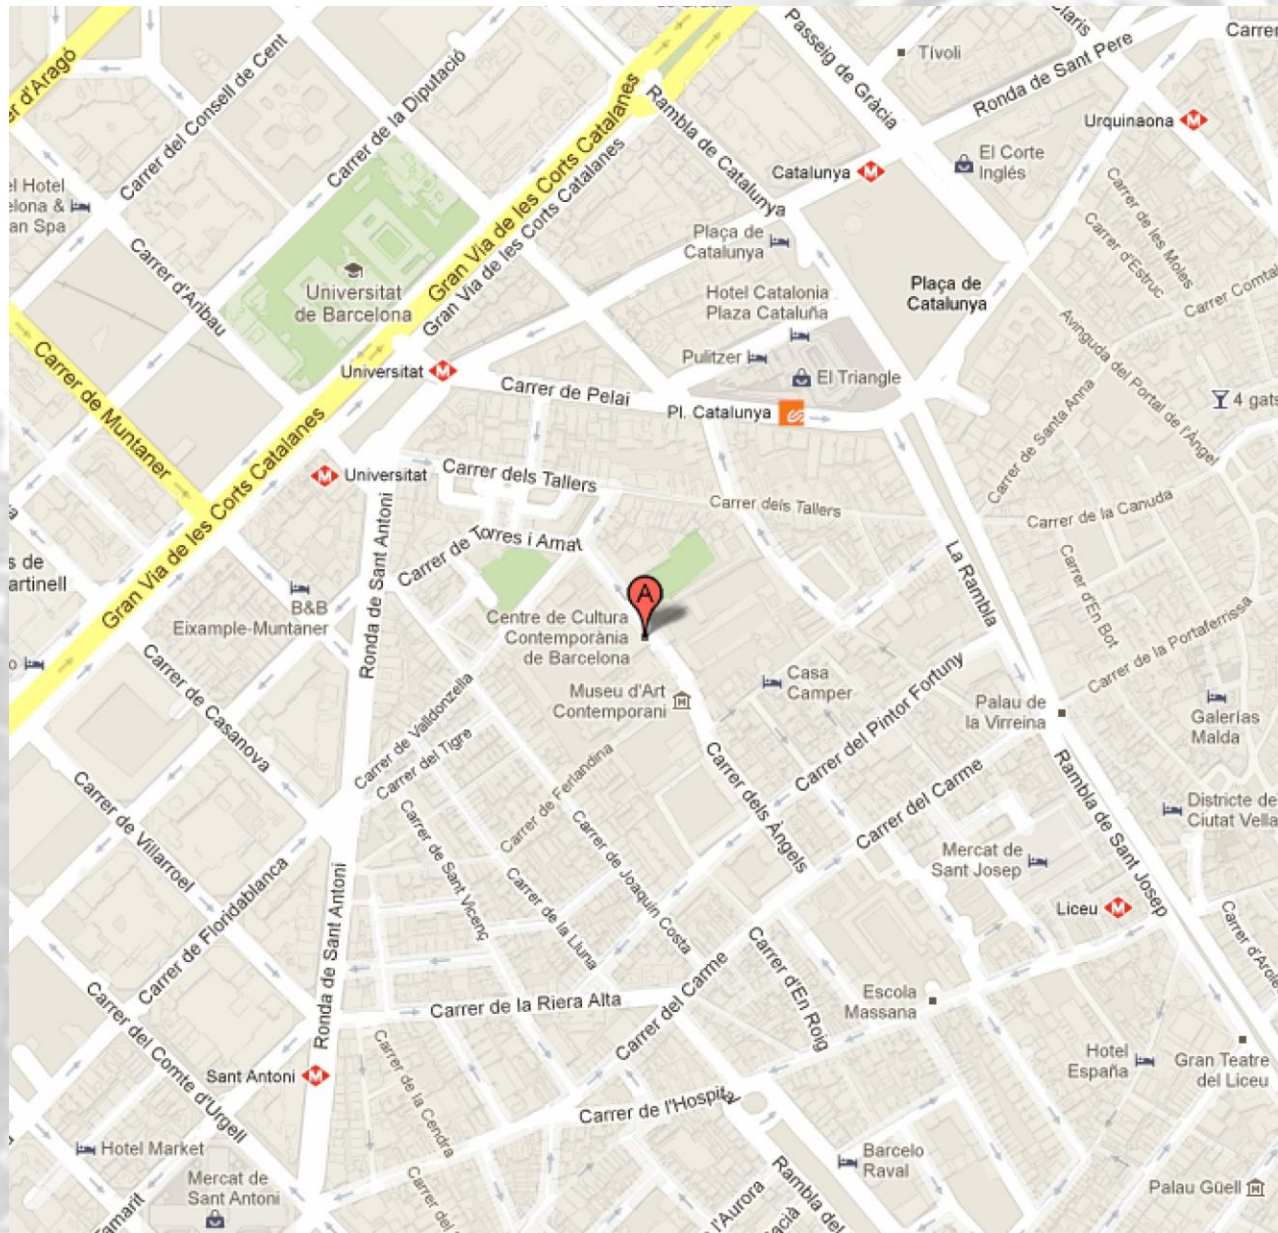 Carrer
Passeig de Gràcia
Tívoli
Ronda de Sant Pere
Urquinaona
Carrer del Consell de Cent
Carrer de la Diputació
Gran Via de les Corts Catalanes
Gran Via de les Corts Catalanes
Rambla de Catalunya
Catalunya
El Corte
Inglés
Carrer de les Moles
Carrer d'Estruc
Carrer Comtal
Plaça de
Catalunya
Plaça de
Catalunya
Universitat
de Barcelona
Carrer d'Aribau
Hotel Catalonia
Plaza Cataluña
Pulitzer
El Triangle
Avinguda del Portal de l'Àngel
Carrer de Muntaner
Universitat
Carrer de Pelai
Pl. Catalunya
Carrer de Santa Anna
4 gats
Gran Via de les Corts Catalanes
Universitat
Carrer dels Tallers
Carrer dels Tallers
Carrer de la Canuda
Ronda de Sant Antoni
Carrer de Torres i Amat
La Rambla
Carrer d'En Bot
Carrer de la Portaferrissa
s de
artinell
B&B
Eixample-Muntaner
A
Centre de Cultura
Contemporània
de Barcelona
Museu d'Art
Contemporani
Casa
Camper
Carrer del Pintor Fortuny
Palau de
la Virreina
Galerías
Malda
Carrer de Casanova
Carrer de Valldonzella
Carrer del Tigre
Carrer de Ferlandina
Carrer dels Àngels
Carrer del Carme
Rambla de Sant Josep
Districte de
Ciutat Vella
Carrer de Villarroel
Carrer de Sant Vicenç
Carrer de Joaquín Costa
Carrer de la Lluna
Mercat de
Sant Josep
Liceu
Carrer de Floridablanca
Ronda de Sant Antoni
Carrer de la Riera Alta
Carrer del Carme
Carrer d'En Roig
Escola
Massana
Carrer del Comte d'Urgell
Sant Antoni
Carrer de la Cendra
Carrer de l'Hospital
Hotel
España
Gran Teatre
del Liceu
Hotel Market
Mercat de
Sant Antoni
Barcelo
Raval
Palau Güell
Rambla del
l'Aurora